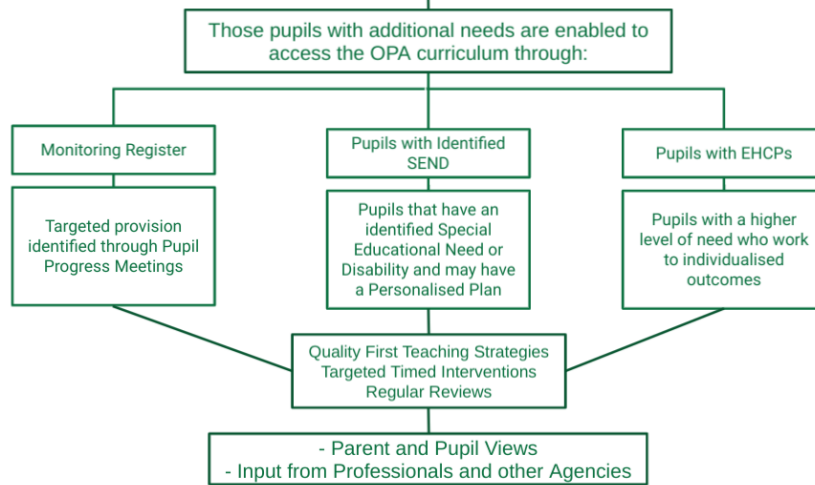 Those pupils with additional needs are enabled to
access the OPA curriculum through:
Monitoring Register
Pupils with Identified
SEND
Pupils with EHCPs
Targeted provision
identified through Pupil
Progress Meetings
Pupils that have an
identified Special
Educational Need or
Disability and may have
a Personalised Plan
Pupils with a higher
level of need who work
to individualised
outcomes
Quality First Teaching Strategies
Targeted Timed Interventions
Regular Reviews
- Parent and Pupil Views
- Input from Professionals and other Agencies